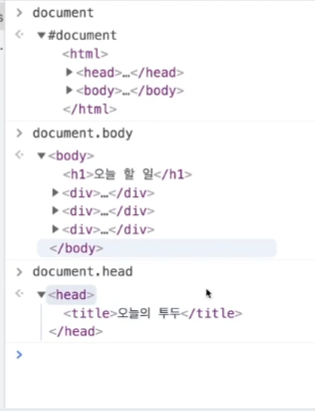 > document
<· ▼#document
<html>
▶<head>…</head>
▶<body>…</body>
</html>
> document.body
<· ▼<body>
<h1>오늘 할 일</h1>
▶<div>…</div>
▶<div>…</div>
▶<div>…</div>
</body>
> document.head
<· ▼<head>
<title>오늘의 투두</title>
</head>
>